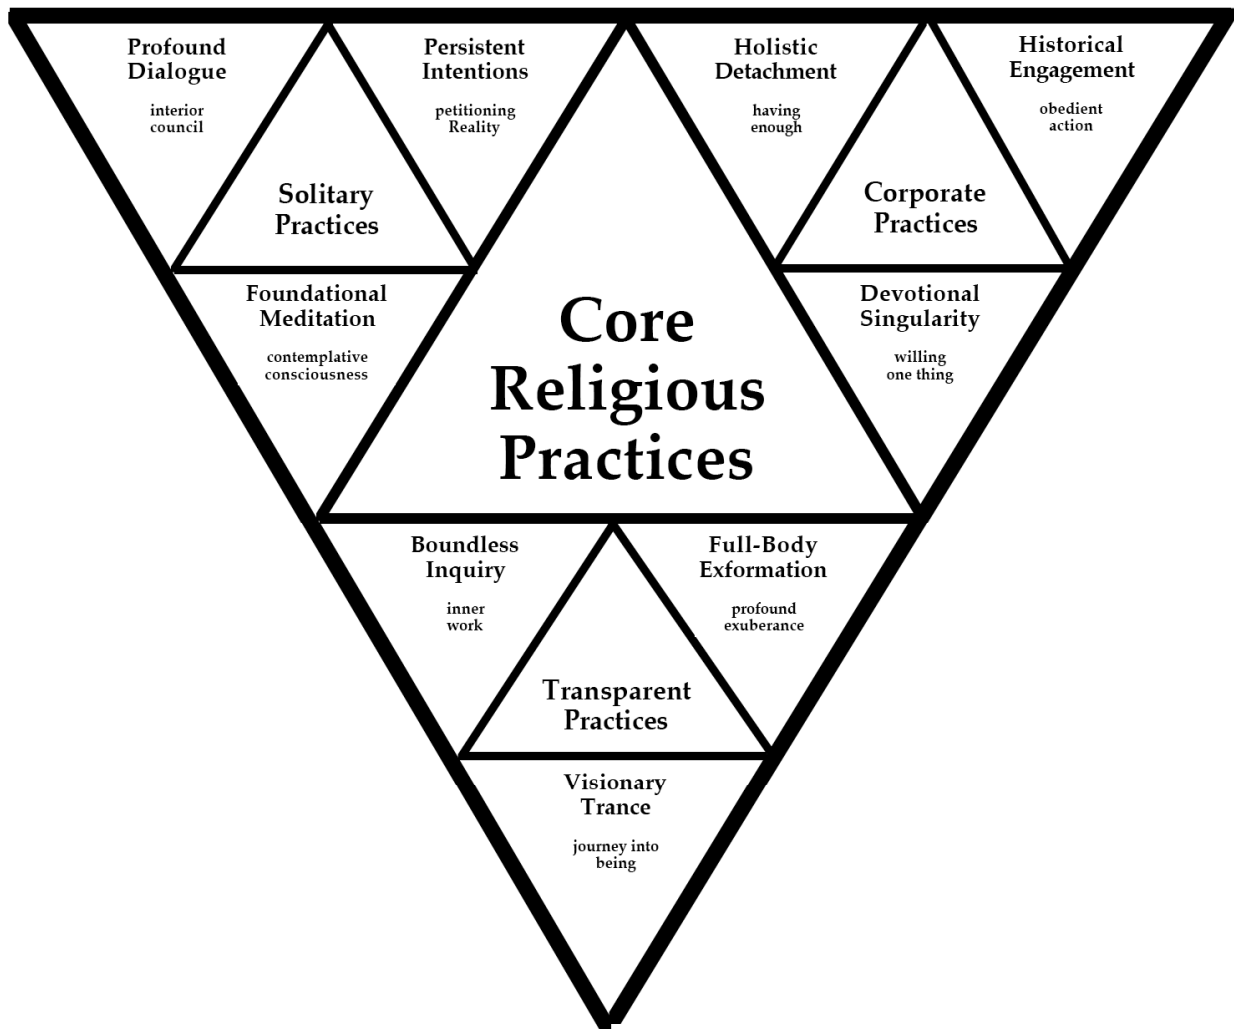 Profound
Dialogue
interior
council
Persistent
Intentions
petitioning
Reality
Solitary
Practices
Foundational
Meditation
contemplative
consciousness
Holistic
Detachment
having
enough
Historical
Engagement
obedient
action
Corporate
Practices
Devotional
Singularity
willing
one thing
Core
Religious
Practices
Boundless
Inquiry
inner
work
Full-Body
Exformation
profound
exuberance
Transparent
Practices
Visionary
Trance
journey into
being